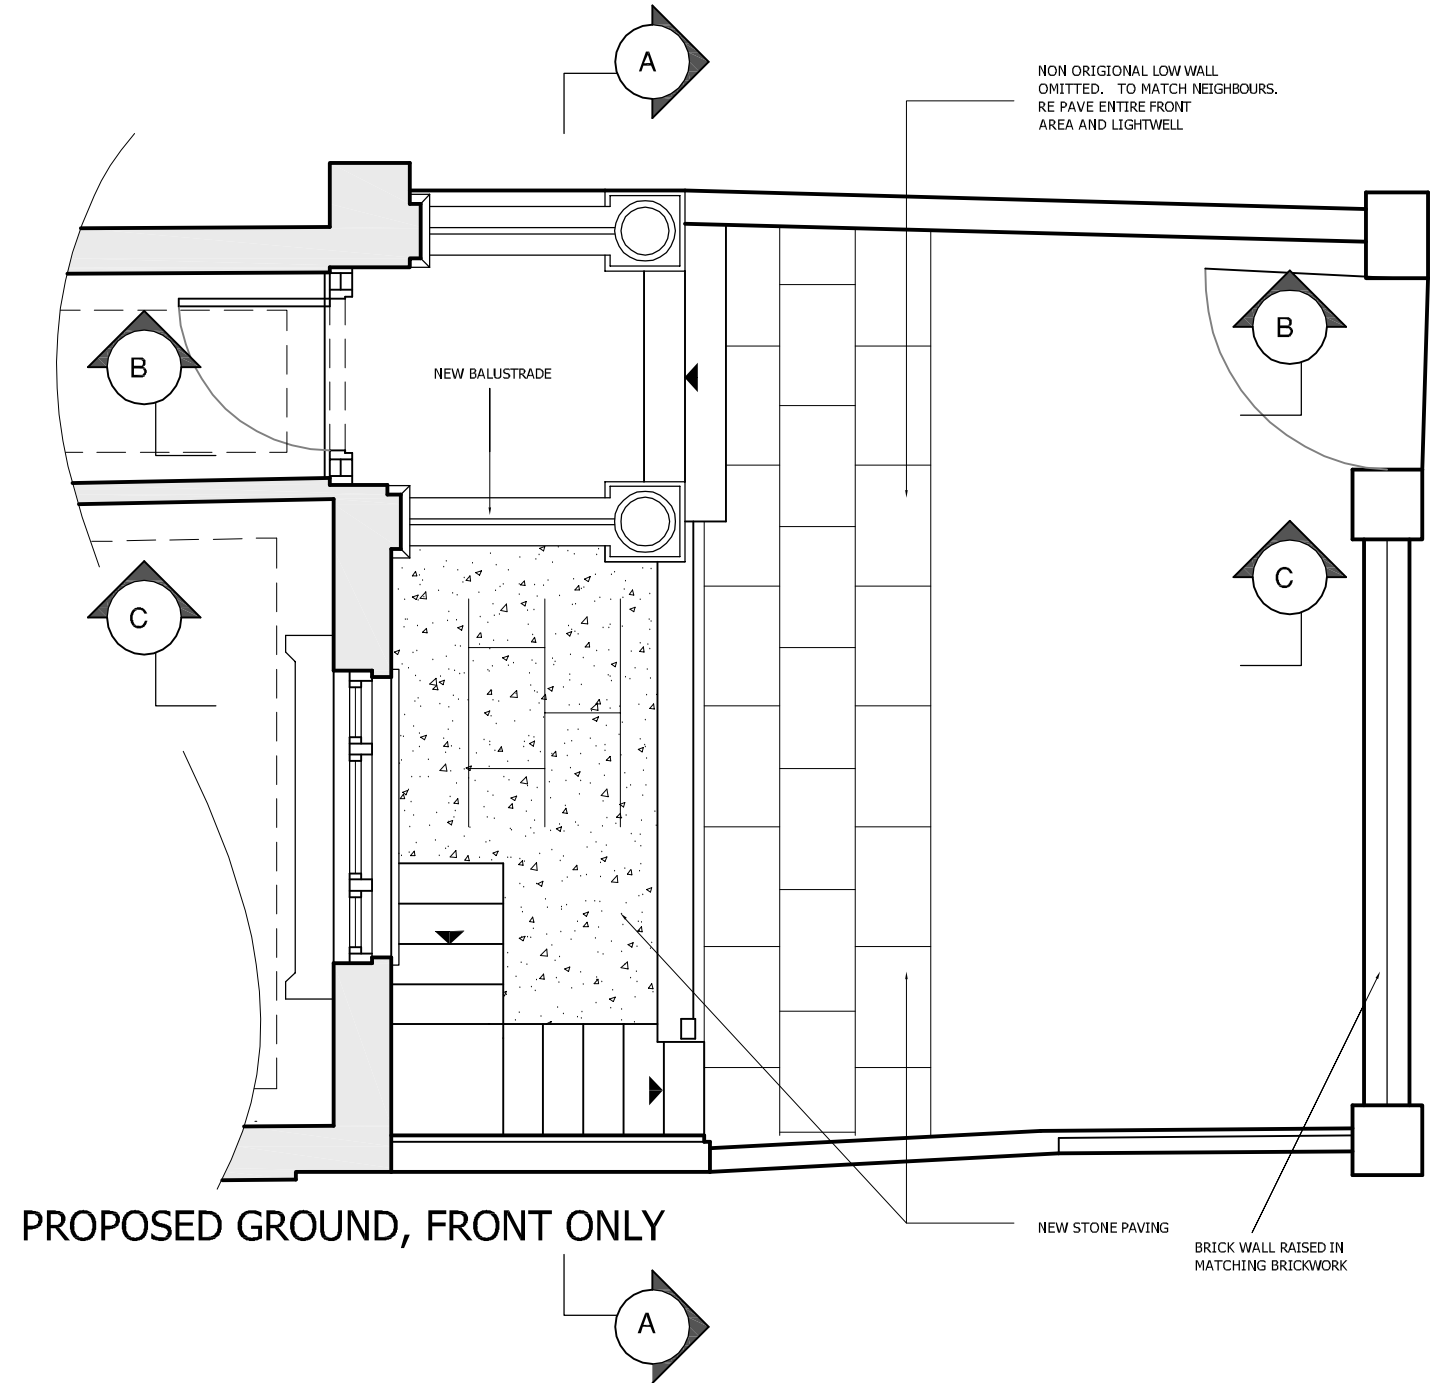 A
NON ORIGIONAL LOW WALL
OMITTED. TO MATCH NEIGHBOURS.
RE PAVE ENTIRE FRONT
AREA AND LIGHTWELL
B
B
NEW BALUSTRADE
C
C
PROPOSED GROUND, FRONT ONLY
NEW STONE PAVING
BRICK WALL RAISED IN
MATCHING BRICKWORK
A